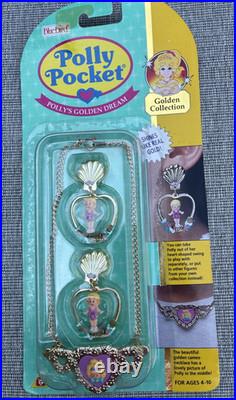 Bluebird
Polly
Pocket
POLLY'S GOLDEN DREAM
Golden
Collection
SHINES
LIKE REAL
GOLD!
You can take
Polly out of her
heart-shaped swing
to play with
separately, or put
in other figures
from your own
collection instead!
The beautiful
golden gamey
necklace has a
lovely picture of
Polly in the middle!
FOR AGES 4-10